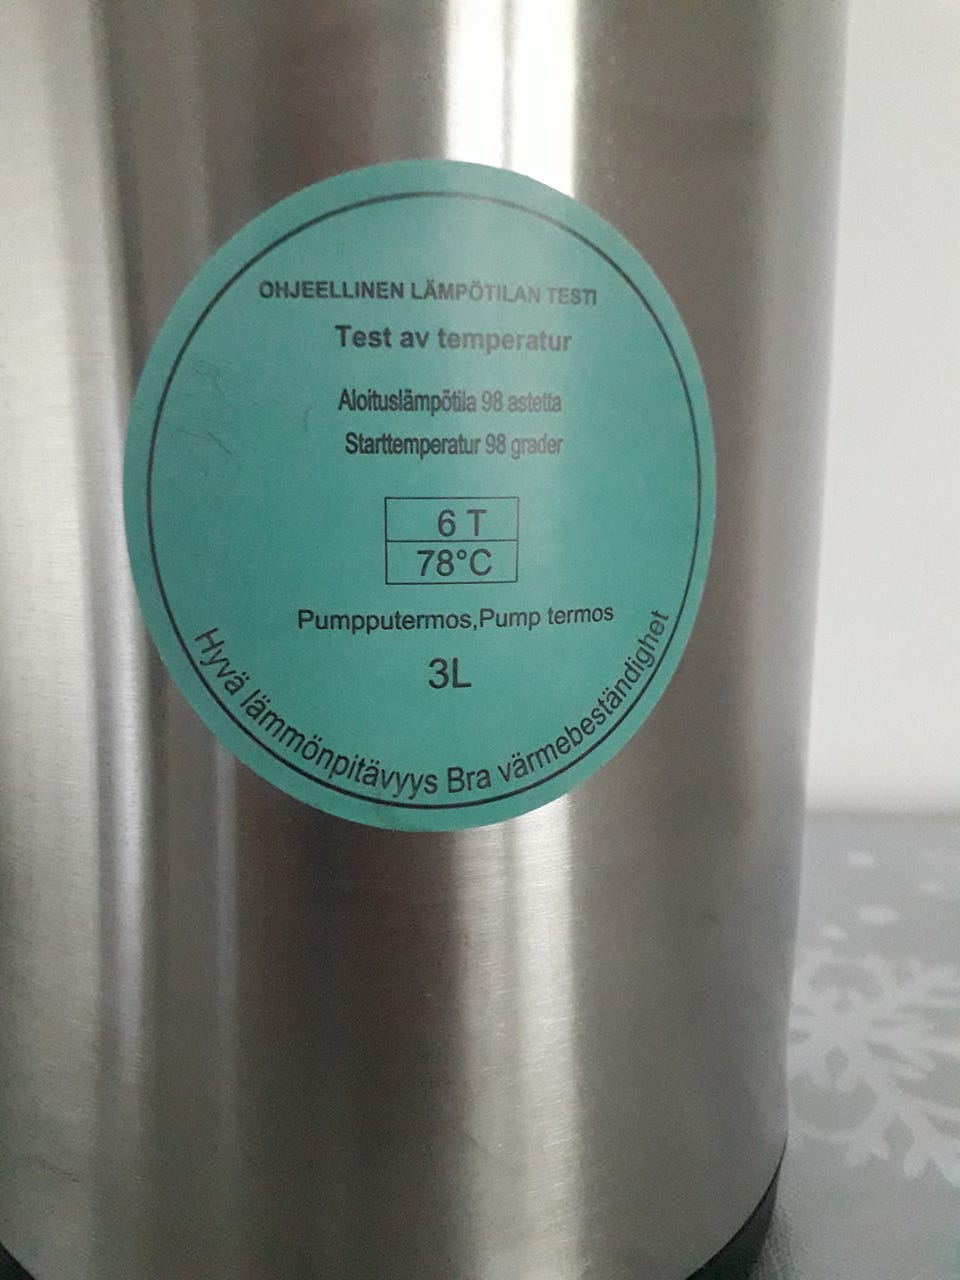 OHJEELLINEN LÄMPÖTILAN TESTI
Test av temperatur
Aloituslämpötila 98 astetta
Starttemperatur 98 grader
6 T
78°C
Pumpputermos,Pump termos
3L
Hyvä lämmönpitävyys Bra värmebeständighet